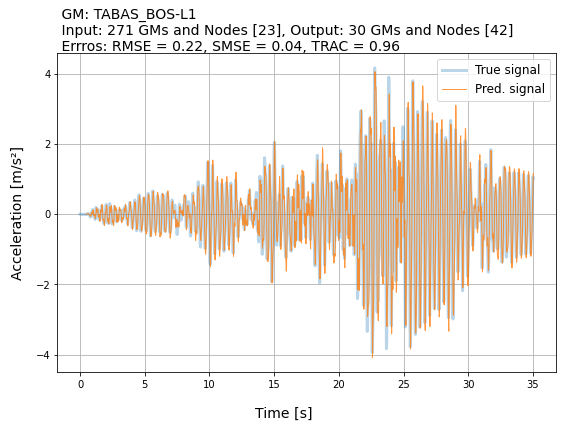 GM: TABAS_BOS-L1
Input: 271 GMs and Nodes [23], Output: 30 GMs and Nodes [42]
Errros: RMSE = 0.22, SMSE = 0.04, TRAC = 0.96
True signal
Pred. signal
Acceleration [m/s²]
4
2
0
−2
−4
0 5 10 15 20 25 30 35
Time [s]